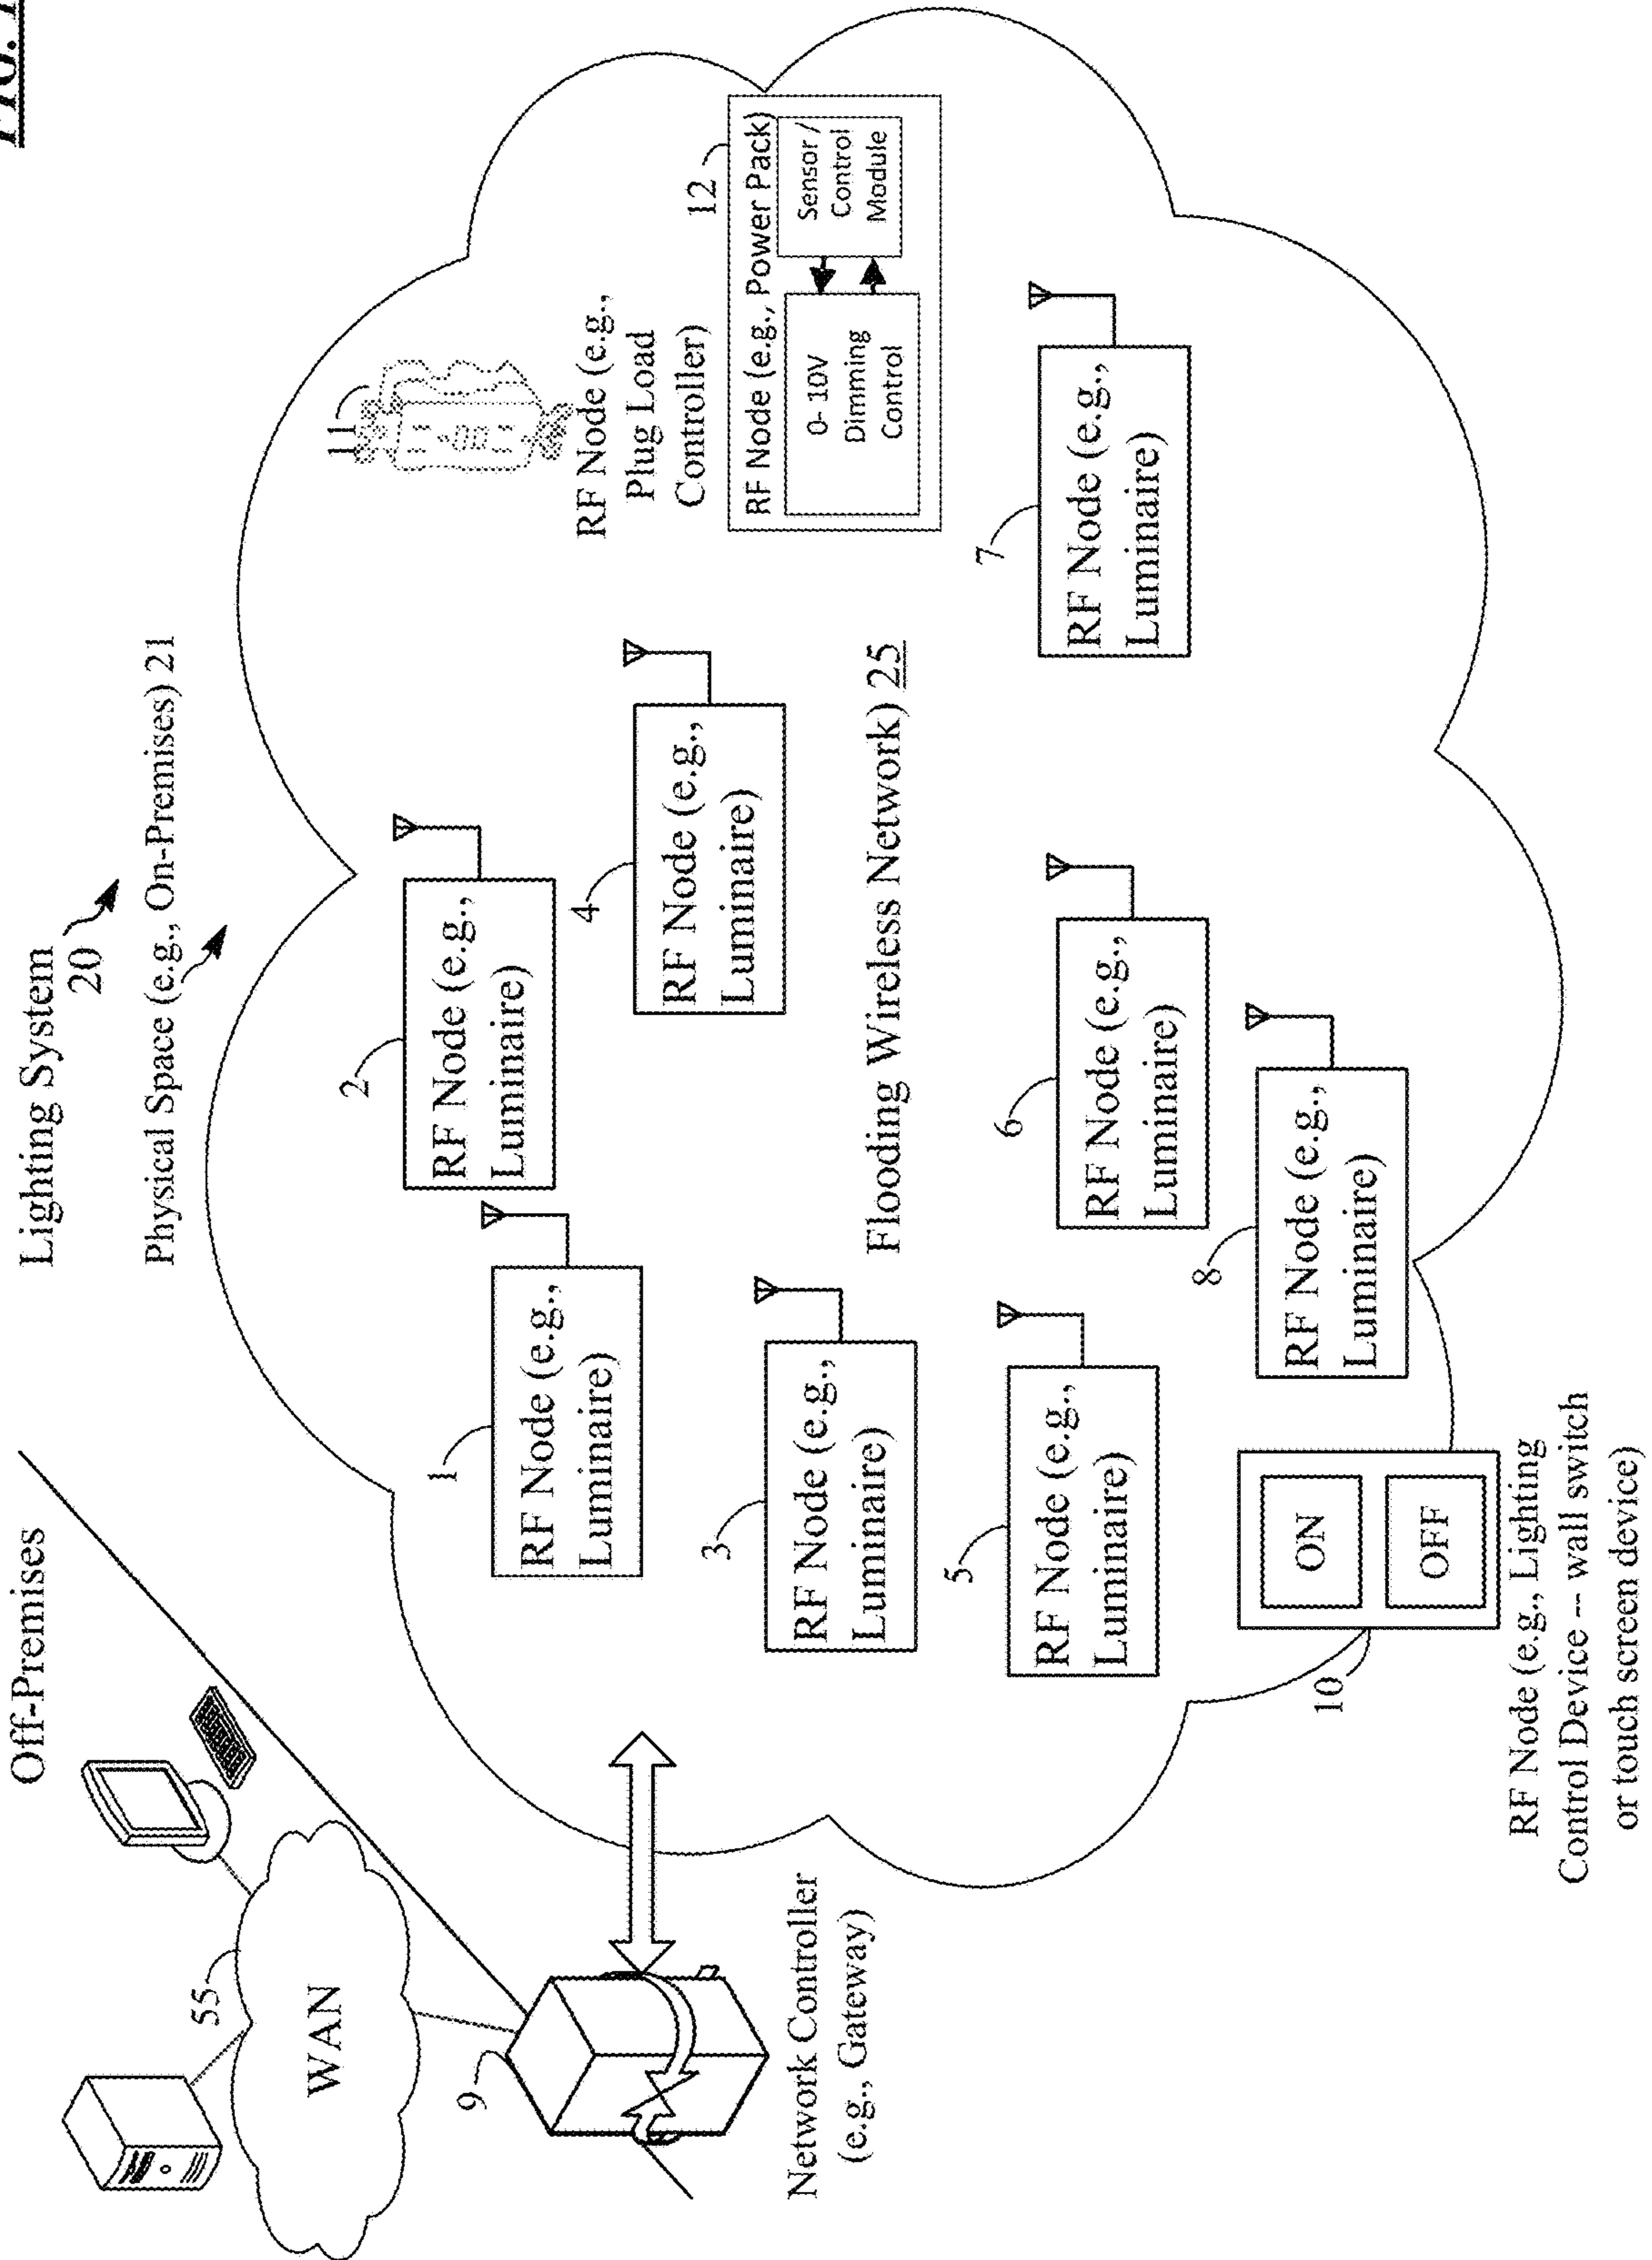 FIG. 1
Lighting System
20
Physical Space (e.g., On-Premises) 21
Off-Premises
55
WAN
9
Network Controller
(e.g., Gateway)
1
RF Node (e.g.,
Luminaire)
2
RF Node (e.g.,
Luminaire)
3
RF Node (e.g.,
Luminaire)
4
RF Node (e.g.,
Luminaire)
11
RF Node (e.g.,
Plug Load
Controller)
12
RF Node (e.g., Power Pack)
0- 10V
Dimming
Control
Sensor /
Control
Module
Flooding Wireless Network) 25
5
RF Node (e.g.,
Luminaire)
6
RF Node (e.g.,
Luminaire)
7
RF Node (e.g.,
Luminaire)
8
RF Node (e.g.,
Luminaire)
10
ON
OFF
RF Node (e.g., Lighting
Control Device -- wall switch
or touch screen device)